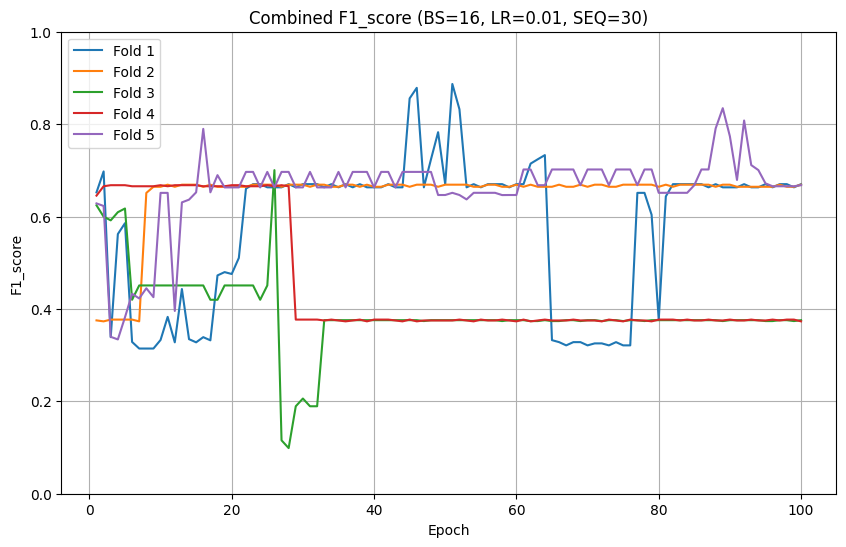 Combined F1_score (BS=16, LR=0.01, SEQ=30)
Fold 1
Fold 2
Fold 3
Fold 4
Fold 5
F1_score
1.0
0.8
0.6
0.4
0.2
0.0
0 20 40 60 80 100
Epoch